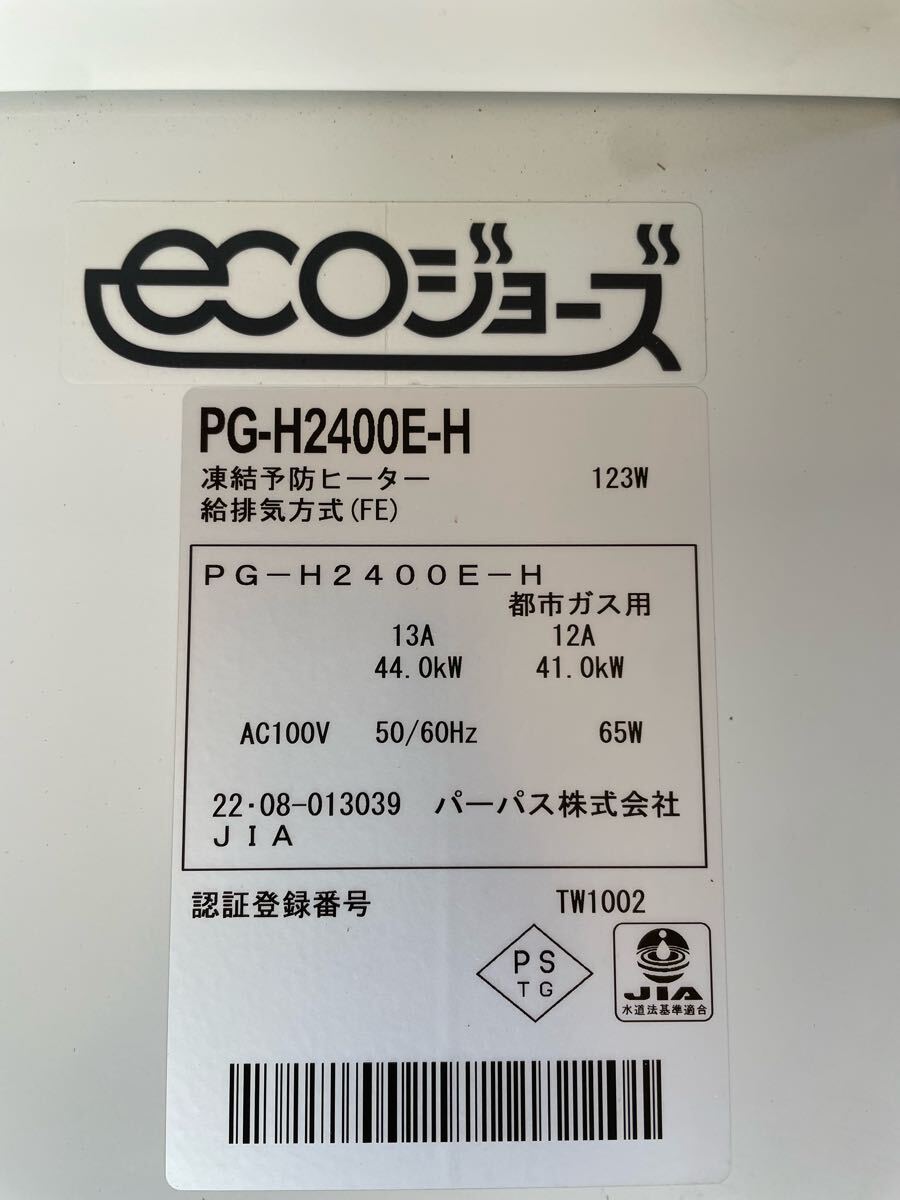 ecoジョーズ
PG-H2400E-H
凍結予防ヒーター 123W
給排気方式(FE)
PG-H2400E-H
都市ガス用
13A 12A
44.0kW 41.0kW
AC100V 50/60Hz 65W
22・08-013039 パーパス株式会社
JIA
認証登録番号 TW1002
PS
TG
JIA
水道法基準適合